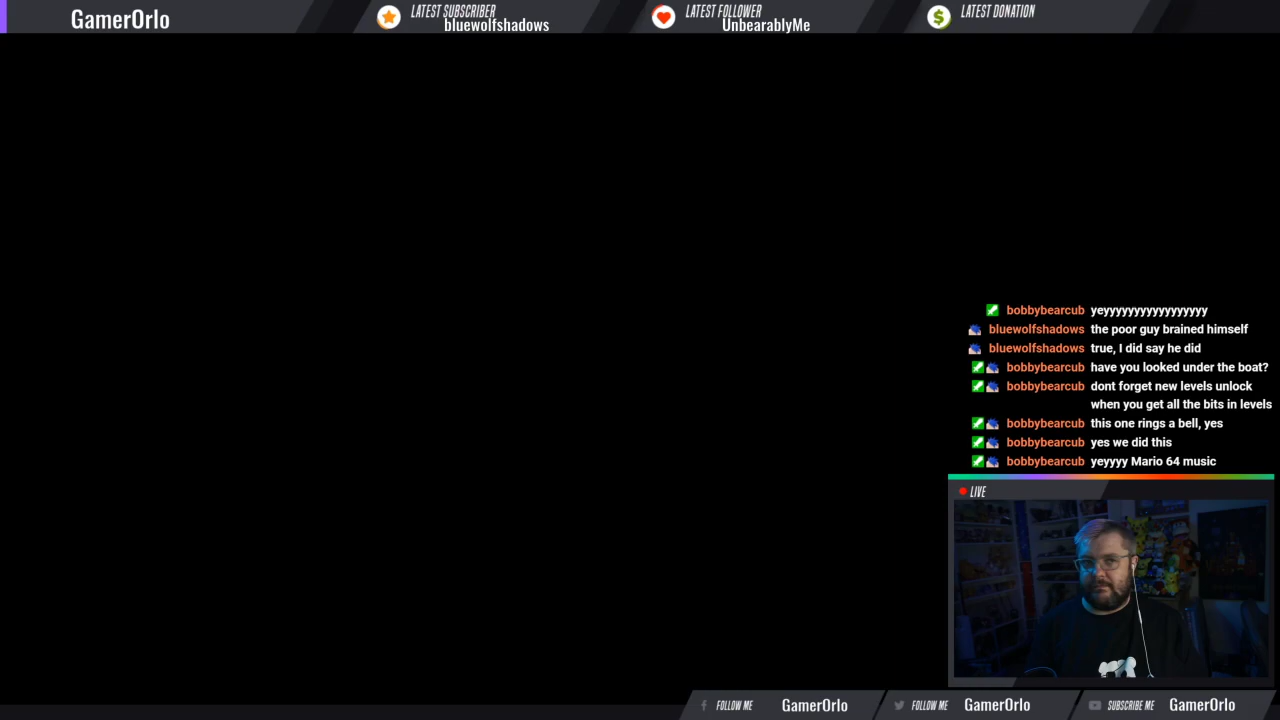 GamerOrlo
LATEST SUBSCRIBER
bluewolfshadows
LATEST FOLLOWER
UnbearablyMe
LATEST DONATION
bobbybearcub yeyyyyyyyyyyyyyyyyy
bluewolfshadows the poor guy brained himself
bluewolfshadows true, I did say he did
bobbybearcub have you looked under the boat?
bobbybearcub dont forget new levels unlock
when you get all the bits in levels
bobbybearcub this one rings a bell, yes
bobbybearcub yes we did this
bobbybearcub yeyyyy Mario 64 music
LIVE
FOLLOW ME GamerOrlo FOLLOW ME GamerOrlo SUBSCRIBE ME GamerOrlo